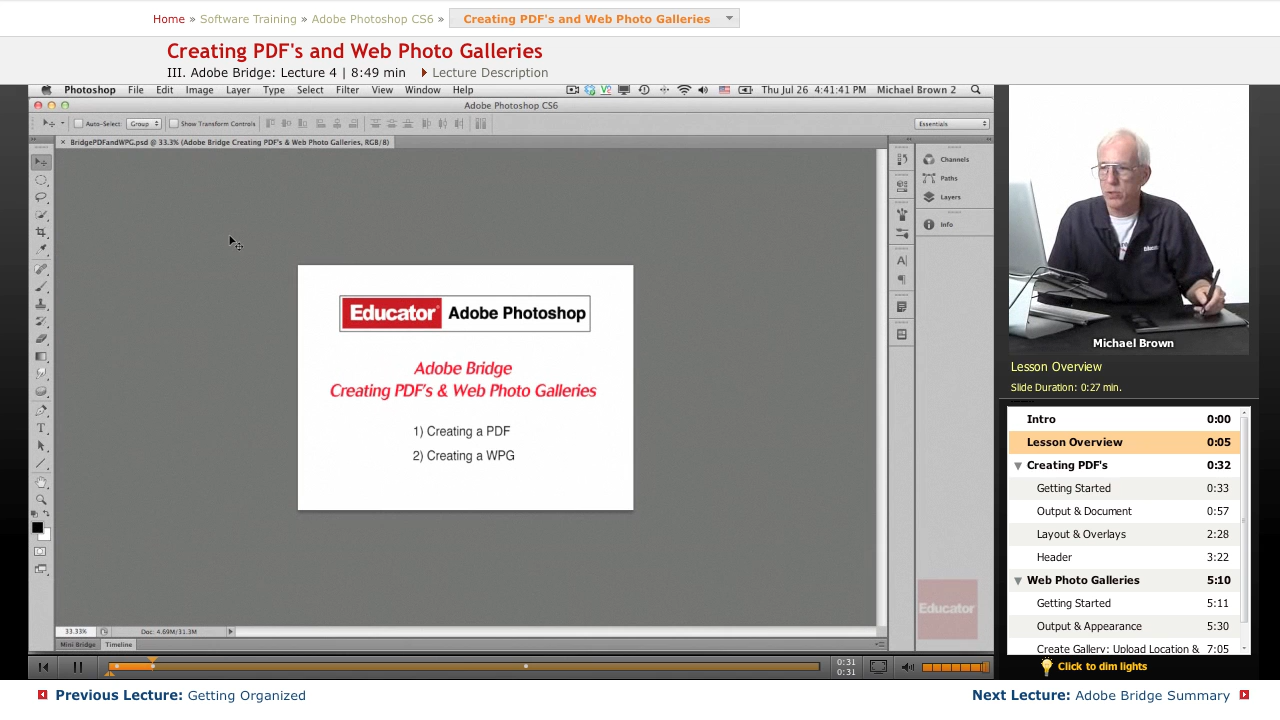 Home » Software Training » Adobe Photoshop CS6 » Creating PDF's and Web Photo Galleries
Creating PDF's and Web Photo Galleries
III. Adobe Bridge: Lecture 4 | 8:49 min Lecture Description
Photoshop File Edit Image Layer Type Select Filter View Window Help Thu Jul 26 4:41:41 PM Michael Brown 2
Adobe Photoshop CS6
Auto-Select: Group Show Transform Controls Essentials
× BridgePDFandWPG.psd @ 33.3% (Adobe Bridge Creating PDF's & Web Photo Galleries, RGB/8)
Channels
Paths
Layers
Info
Educator Adobe Photoshop
Adobe Bridge
Creating PDF's & Web Photo Galleries
1) Creating a PDF
2) Creating a WPG
Educator
33.33% Doc: 4.69M/31.3M
Mini Bridge Timeline
0:31
0:31
Michael Brown
Lesson Overview
Slide Duration: 0:27 min.
Intro 0:00
Lesson Overview 0:05
Creating PDF's 0:32
Getting Started 0:33
Output & Document 0:57
Layout & Overlays 2:28
Header 3:22
Web Photo Galleries 5:10
Getting Started 5:11
Output & Appearance 5:30
Create Gallery: Upload Location & 7:05
Click to dim lights
Previous Lecture: Getting Organized
Next Lecture: Adobe Bridge Summary